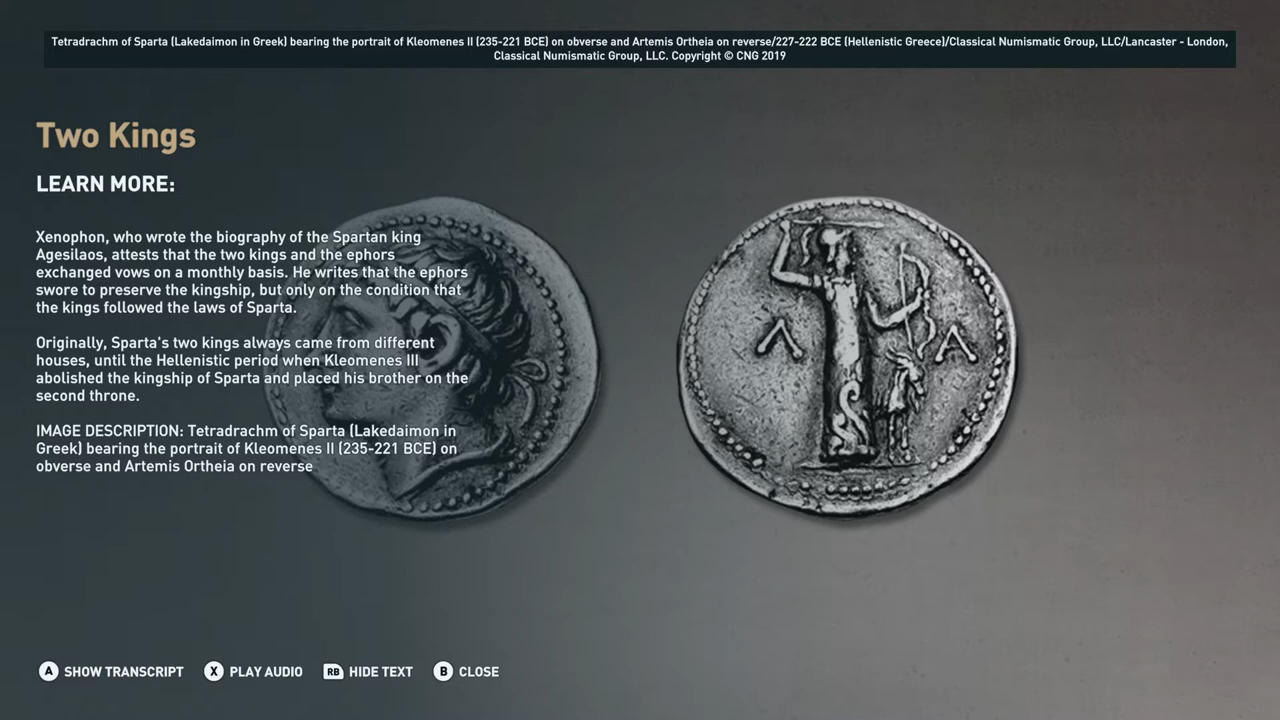 Tetradrachm of Sparta (Lakedaimon in Greek) bearing the portrait of Kleomenes II (235-221 BCE) on obverse and Artemis Ortheia on reverse/227-222 BCE (Hellenistic Greece)/Classical Numismatic Group, LLC/Lancaster - London,
Classical Numismatic Group, LLC. Copyright © CNG 2019
Two Kings
LEARN MORE:
Xenophon, who wrote the biography of the Spartan king
Agesilaos, attests that the two kings and the ephors
exchanged vows on a monthly basis. He writes that the ephors
swore to preserve the kingship, but only on the condition that
the kings followed the laws of Sparta.
Originally, Sparta's two kings always came from different
houses, until the Hellenistic period when Kleomenes III
abolished the kingship of Sparta and placed his brother on the
second throne.
IMAGE DESCRIPTION: Tetradrachm of Sparta (Lakedaimon in
Greek) bearing the portrait of Kleomenes II (235-221 BCE) on
obverse and Artemis Ortheia on reverse
Λ Α
A SHOW TRANSCRIPT X PLAY AUDIO RB HIDE TEXT B CLOSE